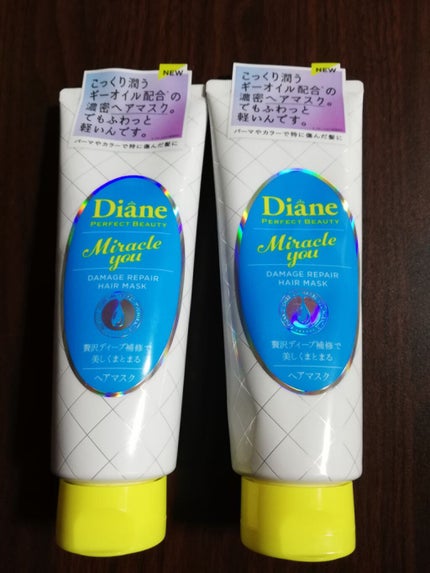 NEW
こっくり潤う
ギーオイル配合*の
濃密ヘアマスク。
でもふわっと
軽いんです。
パーマやカラーで特に傷んだ髪に
Diâne
PERFECT BEAUTY
Miracle
you
DAMAGE REPAIR
HAIR MASK
贅沢ディープ補修で
美しくまとまる
ヘアマスク
NEW
こっくり潤う
ギーオイル配合*の
濃密ヘアマスク。
でもふわっと
軽いんです。
パーマやカラーで特に傷んだ髪に
Diâne
PERFECT BEAUTY
Miracle
you
DAMAGE REPAIR
HAIR MASK
贅沢ディープ補修で
美しくまとまる
ヘアマスク